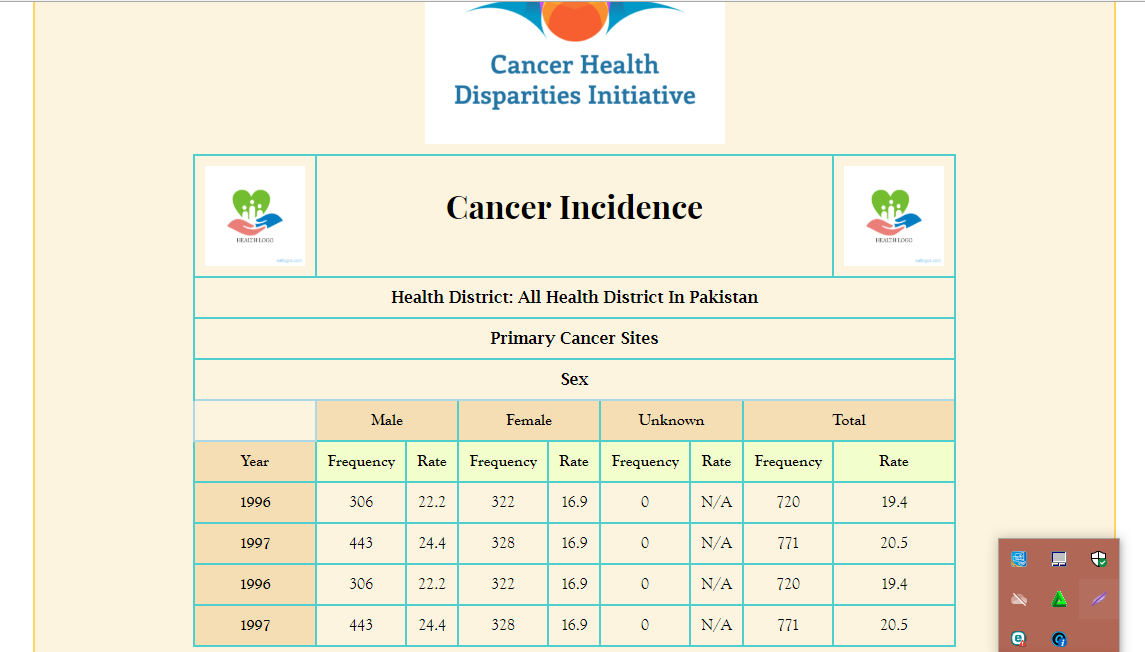 Cancer Health
Disparities Initiative
HEALTH LOGO
Cancer Incidence
HEALTH LOGO
Health District: All Health District In Pakistan
Primary Cancer Sites
Sex
Male Female Unknown Total
Year Frequency Rate Frequency Rate Frequency Rate Frequency Rate
1996 306 22.2 322 16.9 0 N/A 720 19.4
1997 443 24.4 328 16.9 0 N/A 771 20.5
1996 306 22.2 322 16.9 0 N/A 720 19.4
1997 443 24.4 328 16.9 0 N/A 771 20.5